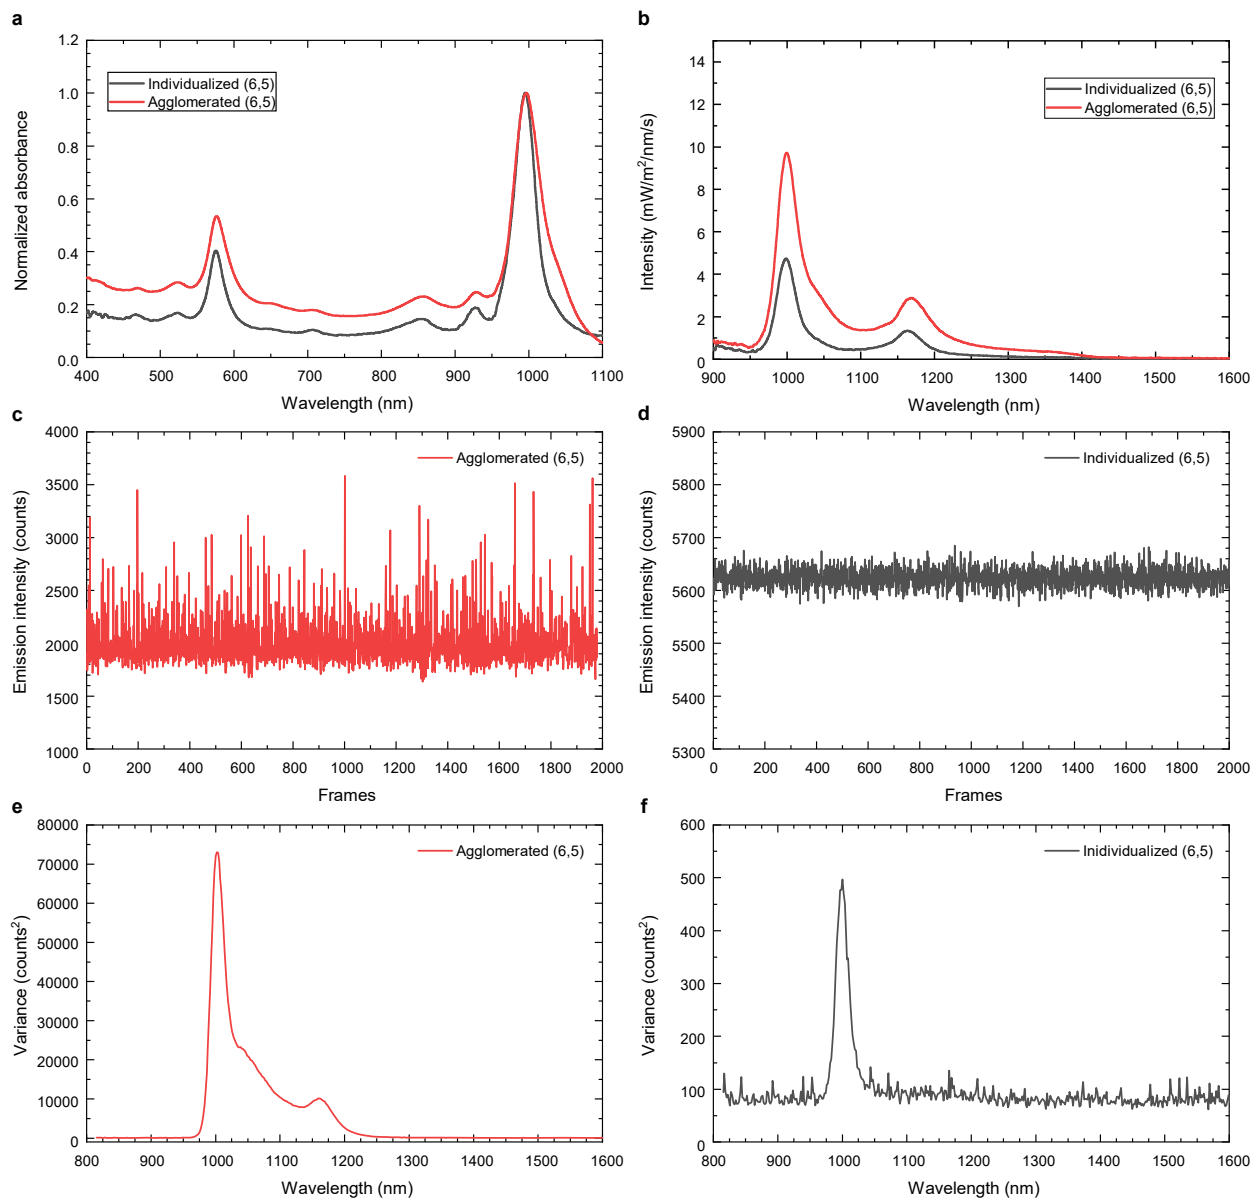 a
1.2
1.0
0.8
0.6
0.4
0.2
0.0
Normalized absorbance
Individualized (6,5)
Agglomerated (6,5)
400 500 600 700 800 900 1000 1100
Wavelength (nm)
b
14
12
10
8
6
4
2
0
Intensity (mW/m²/nm/s)
Individualized (6,5)
Agglomerated (6,5)
900 1000 1100 1200 1300 1400 1500 1600
Wavelength (nm)
c
4000
3500
3000
2500
2000
1500
1000
Emission intensity (counts)
Agglomerated (6,5)
0 200 400 600 800 1000 1200 1400 1600 1800 2000
Frames
d
5900
5800
5700
5600
5500
5400
5300
Emission intensity (counts)
Individualized (6,5)
0 200 400 600 800 1000 1200 1400 1600 1800 2000
Frames
e
80000
70000
60000
50000
40000
30000
20000
10000
0
Variance (counts²)
Agglomerated (6,5)
800 900 1000 1100 1200 1300 1400 1500 1600
Wavelength (nm)
f
600
500
400
300
200
100
0
Variance (counts²)
Inidividualized (6,5)
800 900 1000 1100 1200 1300 1400 1500 1600
Wavelength (nm)